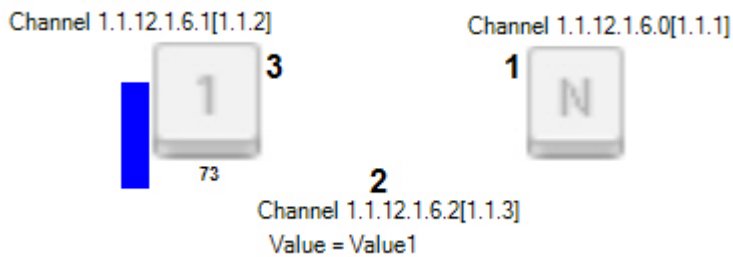 Channel 1.1.12.1.6.1[1.1.2]
Channel 1.1.12.1.6.0[1.1.1]
1
3
1
N
73
2
Channel 1.1.12.1.6.2[1.1.3]
Value = Value1